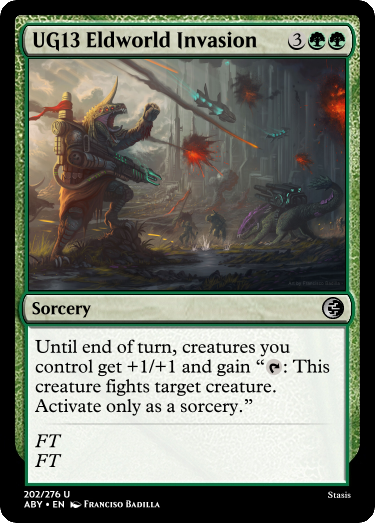 UG13 Eldworld Invasion 3
Sorcery
Until end of turn, creatures you
control get +1/+1 and gain “: This
creature fights target creature.
Activate only as a sorcery.”
FT
FT
202/276 U
ABY • EN Franciso Badilla
Stasis